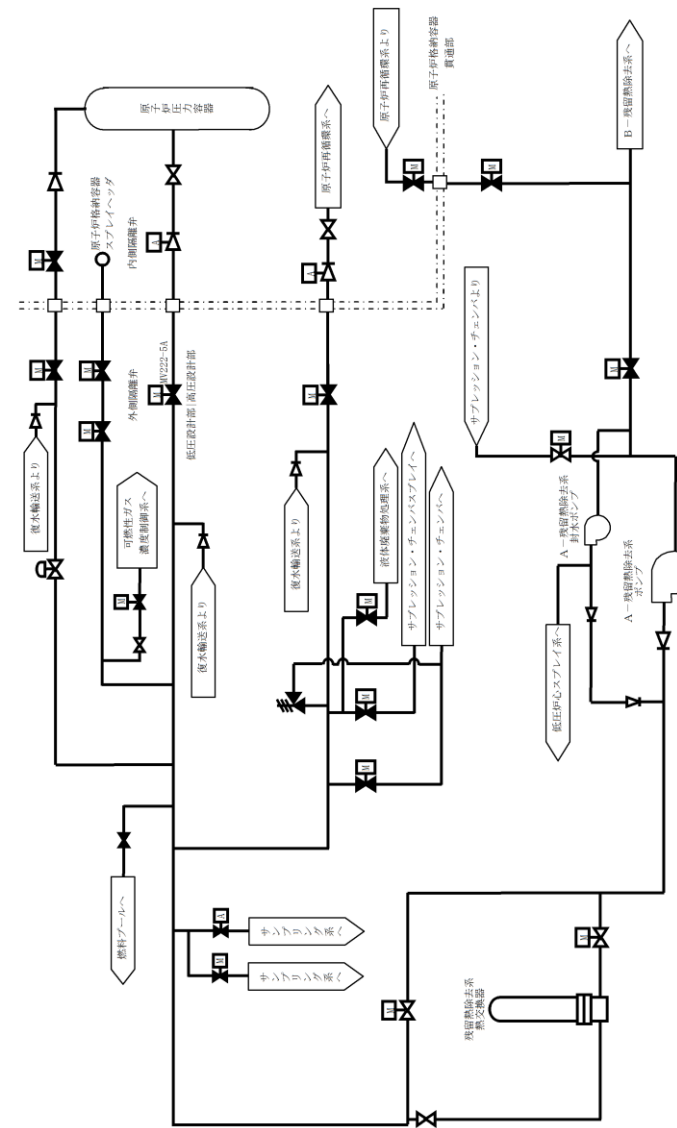 原子炉圧力容器
原子炉格納容器
スプレイヘッダ
内側隔離弁
原子炉再循環系へ
原子炉再循環系より
原子炉格納容器
貫通部
B－残留熱除去系へ
M
M
M
A
A
M
M
復水輸送系より
M
M
外側隔離弁
M
MV222-5A
低圧設計部
高圧設計部
M
可燃性ガス
濃度制御系へ
M
復水輸送系より
復水輸送系より
液体廃棄物処理系へ
M
サプレッション・チェンバスプレイへ
M
サプレッション・チェンバへ
M
サプレッション・チェンバより
M
M
A－残留熱除去系
封水ポンプ
A－残留熱除去系
ポンプ
低圧炉心スプレイ系へ
燃料プールへ
A
サンプリング系へ
M
サンプリング系へ
M
M
残留熱除去系
熱交換器